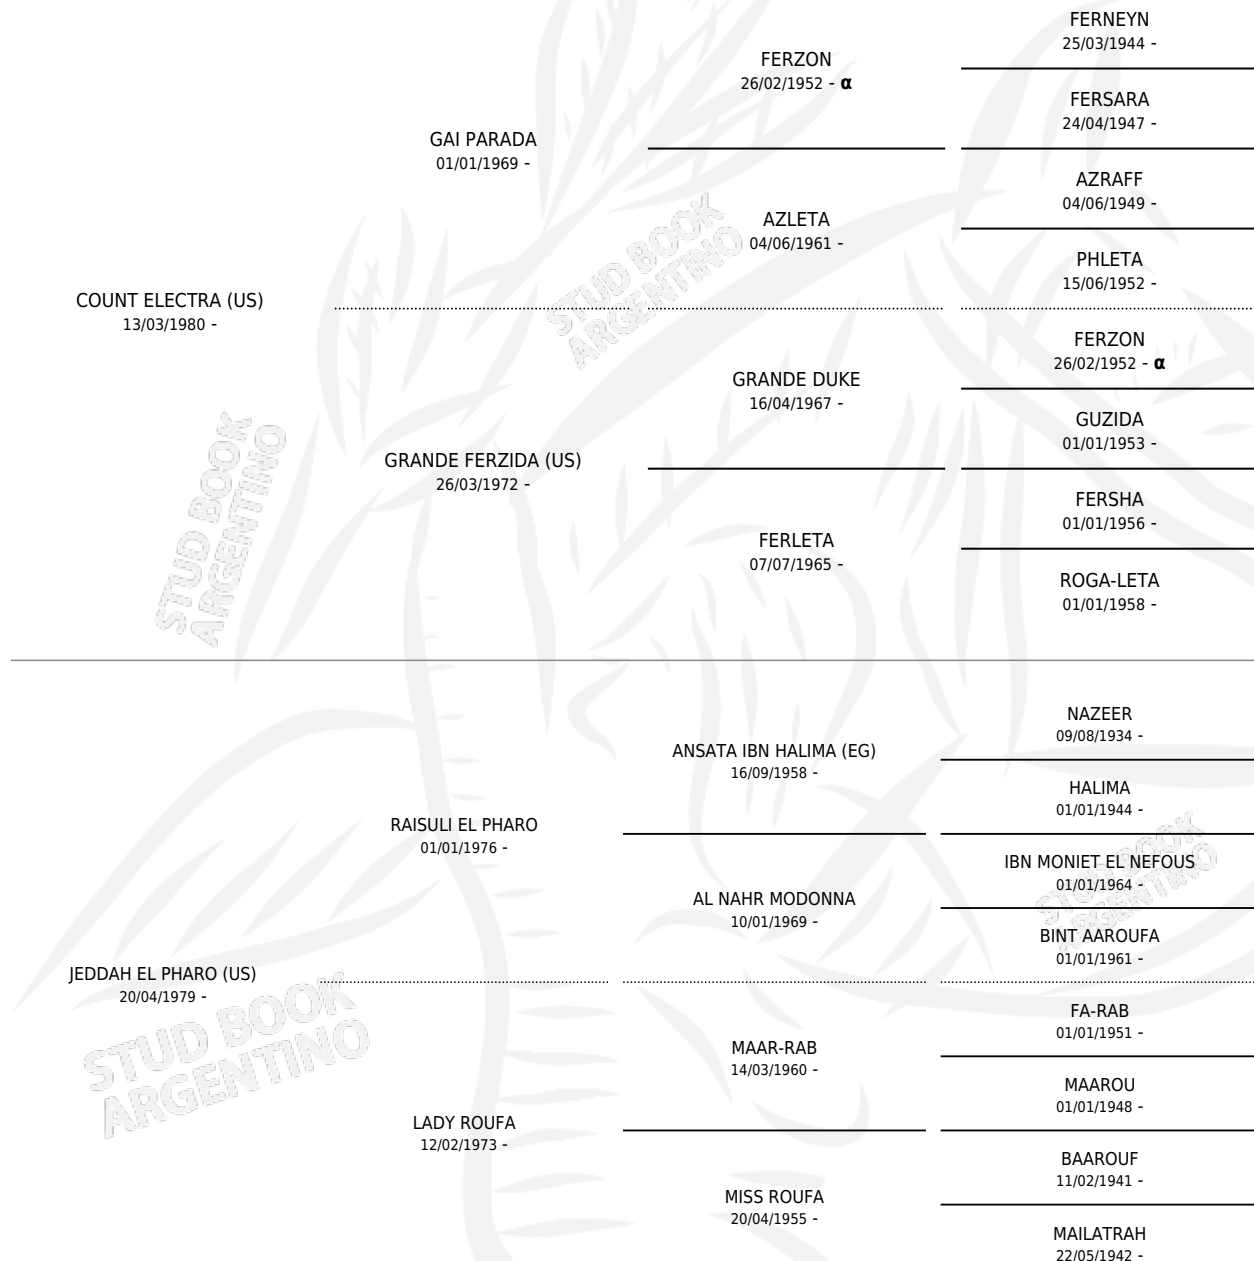 FERNEYN
25/03/1944 -
FERZON
26/02/1952 - α
FERSARA
24/04/1947 -
GAI PARADA
01/01/1969 -
AZRAFF
04/06/1949 -
AZLETA
04/06/1961 -
PHLETA
15/06/1952 -
COUNT ELECTRA (US)
13/03/1980 -
FERZON
26/02/1952 - α
GRANDE DUKE
16/04/1967 -
GUZIDA
01/01/1953 -
GRANDE FERZIDA (US)
26/03/1972 -
FERSHA
01/01/1956 -
FERLETA
07/07/1965 -
ROGA-LETA
01/01/1958 -
NAZEER
09/08/1934 -
ANSATA IBN HALIMA (EG)
16/09/1958 -
HALIMA
01/01/1944 -
RAISULI EL PHARO
01/01/1976 -
IBN MONIET EL NEFOUS
01/01/1964 -
AL NAHR MODONNA
10/01/1969 -
BINT AAROUFA
01/01/1961 -
JEDDAH EL PHARO (US)
20/04/1979 -
FA-RAB
01/01/1951 -
MAAR-RAB
14/03/1960 -
MAAROU
01/01/1948 -
LADY ROUFA
12/02/1973 -
BAAROUF
11/02/1941 -
MISS ROUFA
20/04/1955 -
MAILATRAH
22/05/1942 -
STUD BOOK
ARGENTINO
STUD BOOK
ARGENTINO
STUD BOOK
ARGENTINO
STUD BOOK
ARGENTINO